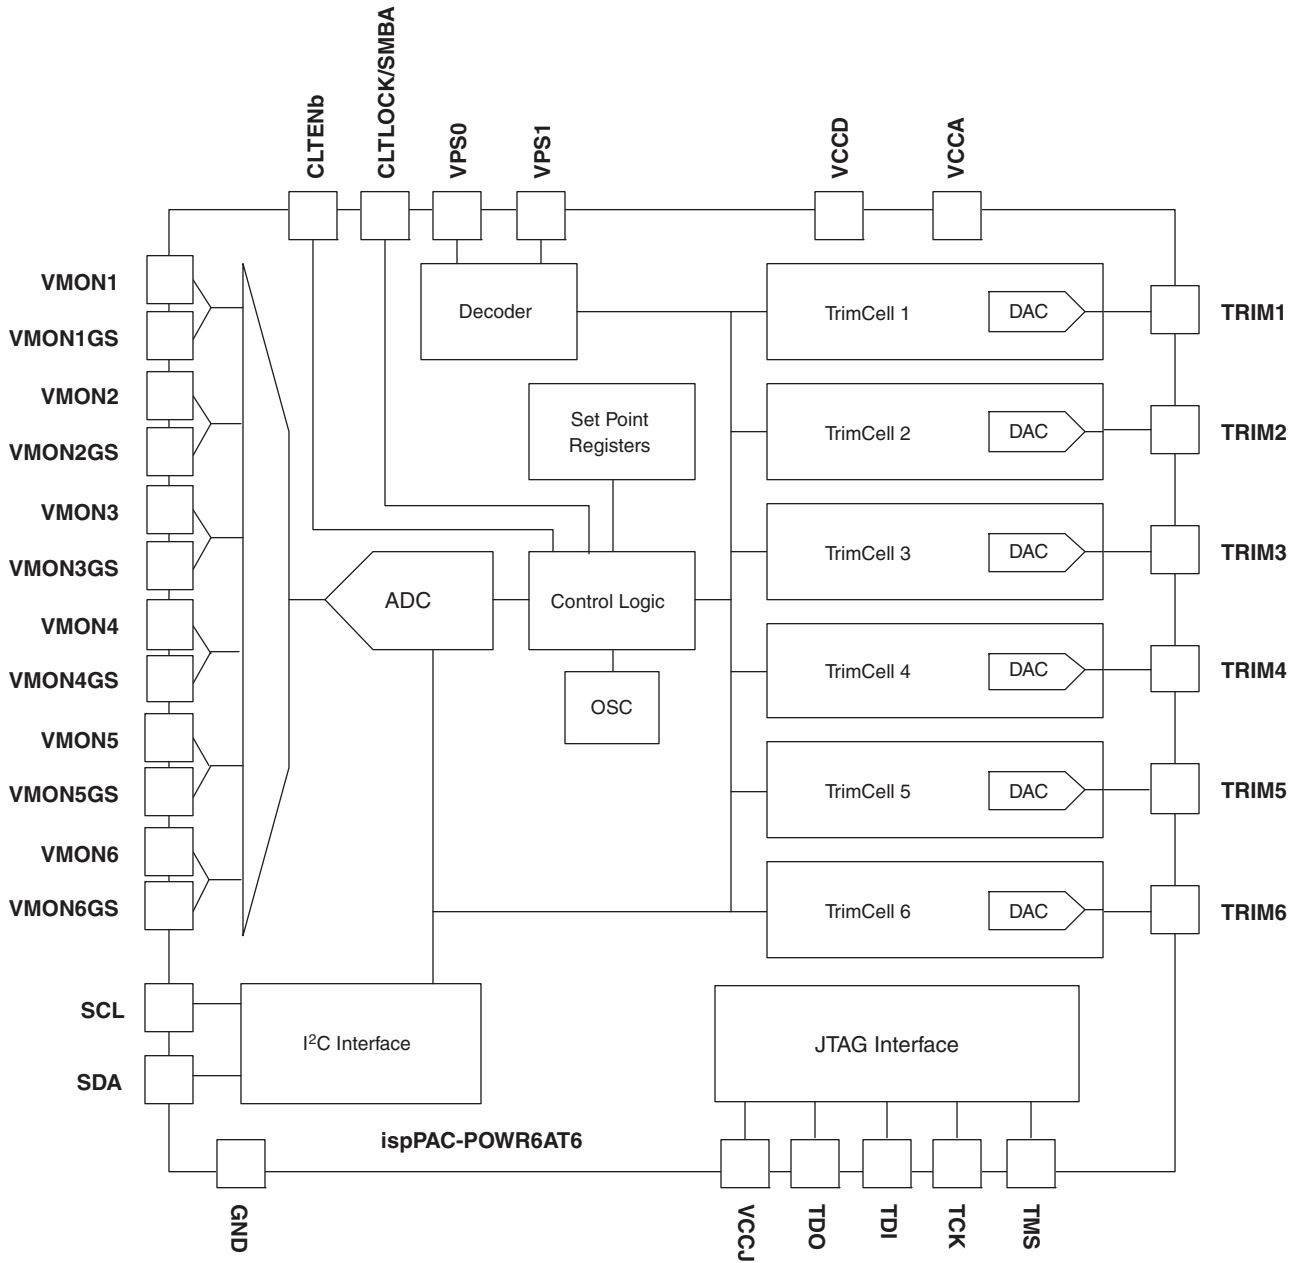 CLTENb
CLTLOCK/SMBA
VPS0
VPS1
VCCD
VCCA
VMON1
VMON1GS
VMON2
VMON2GS
VMON3
VMON3GS
VMON4
VMON4GS
VMON5
VMON5GS
VMON6
VMON6GS
SCL
SDA
Decoder
Set Point
Registers
ADC
Control Logic
OSC
TrimCell 1
DAC
TRIM1
TrimCell 2
DAC
TRIM2
TrimCell 3
DAC
TRIM3
TrimCell 4
DAC
TRIM4
TrimCell 5
DAC
TRIM5
TrimCell 6
DAC
TRIM6
I²C Interface
JTAG Interface
ispPAC-POWR6AT6
GND
VCCJ
TDO
TDI
TCK
TMS